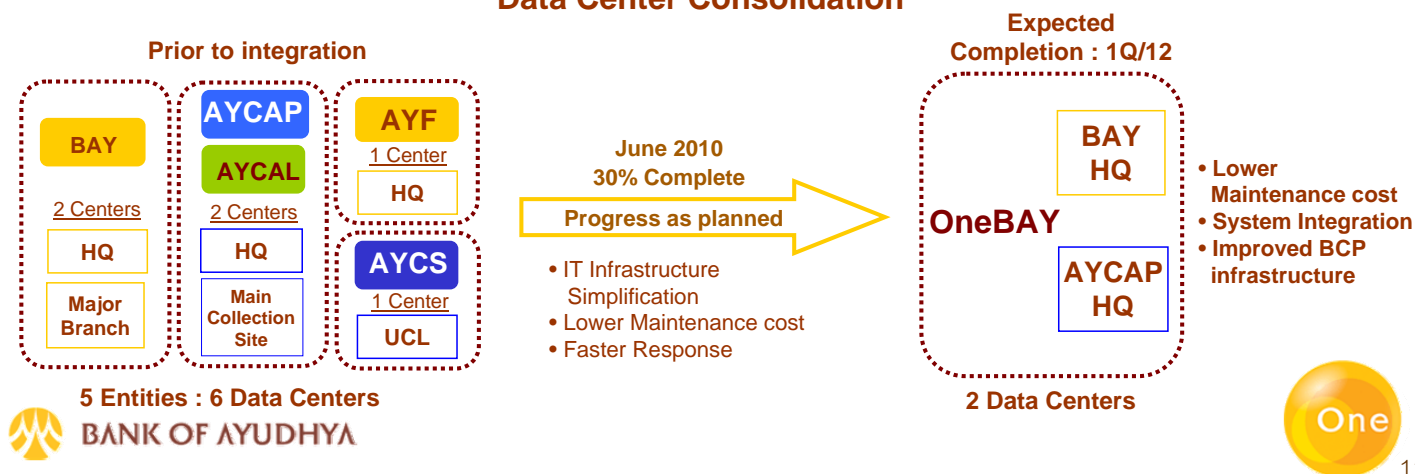 Data Center Consolidation
Prior to integration
BAY
2 Centers
HQ
Major
Branch
AYCAP
AYCAL
2 Centers
HQ
Main
Collection
Site
AYF
1 Center
HQ
AYCS
1 Center
UCL
5 Entities : 6 Data Centers
June 2010
30% Complete
Progress as planned
• IT Infrastructure
Simplification
• Lower Maintenance cost
• Faster Response
Expected
Completion : 1Q/12
OneBAY
BAY
HQ
AYCAP
HQ
2 Data Centers
• Lower
Maintenance cost
• System Integration
• Improved BCP
infrastructure
BANK OF AYUDHYA
One
1